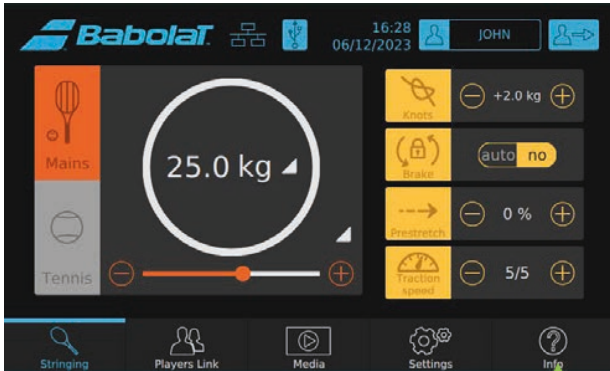 Babolat
16:28
06/12/2023
JOHN
Mains
25.0 kg
Tennis
Knots
+2.0 kg
Brake
auto no
Prestretch
0 %
Traction
speed
5/5
Stringing
Players Link
Media
Settings
Info